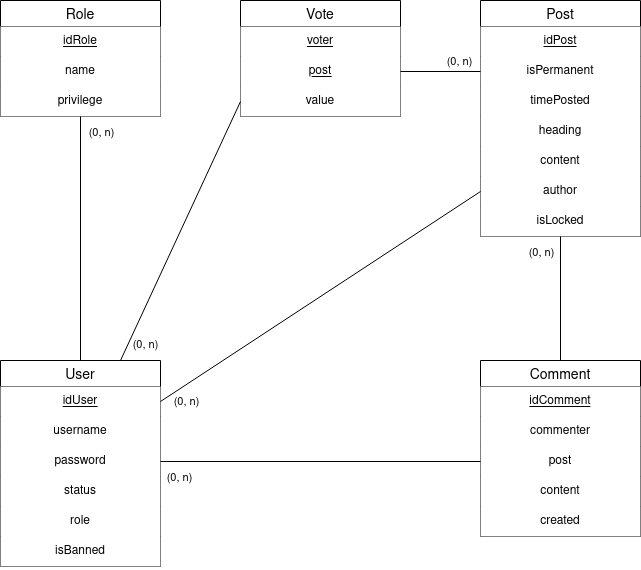 Role
idRole
name
privilege
(0, n)
Vote
voter
post
value
(0, n)
Post
idPost
isPermanent
timePosted
heading
content
author
isLocked
(0, n)
(0, n)
User
idUser
username
password
status
role
isBanned
(0, n)
(0, n)
Comment
idComment
commenter
post
content
created